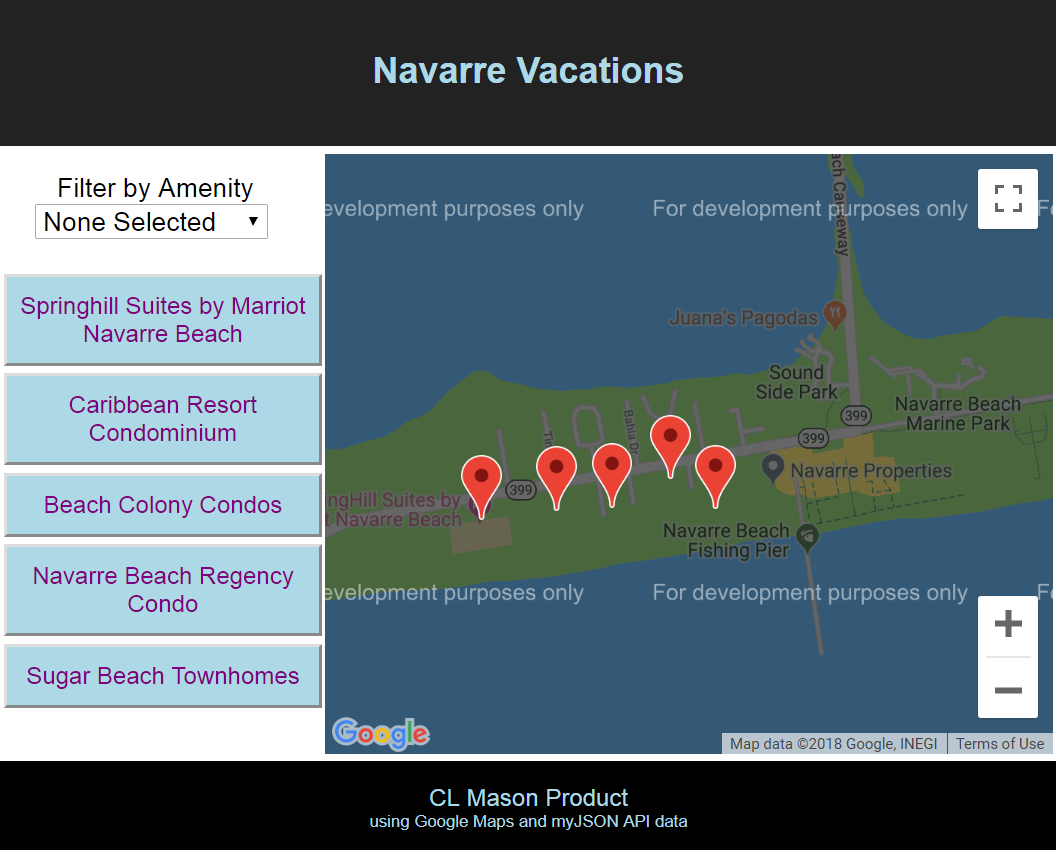 Navarre Vacations
Filter by Amenity
None Selected
Springhill Suites by Marriot
Navarre Beach
Caribbean Resort
Condominium
Beach Colony Condos
Navarre Beach Regency
Condo
Sugar Beach Townhomes
evelopment purposes only
For development purposes only
ach Causeway
Juana's Pagodas
Sound
Side Park
399
Navarre Beach
Marine Park
399
Bahia Dr
399
Navarre Properties
ingHill Suites by
t Navarre Beach
Navarre Beach
Fishing Pier
evelopment purposes only
For development purposes only
Google
Map data ©2018 Google, INEGI
Terms of Use
CL Mason Product
using Google Maps and myJSON API data